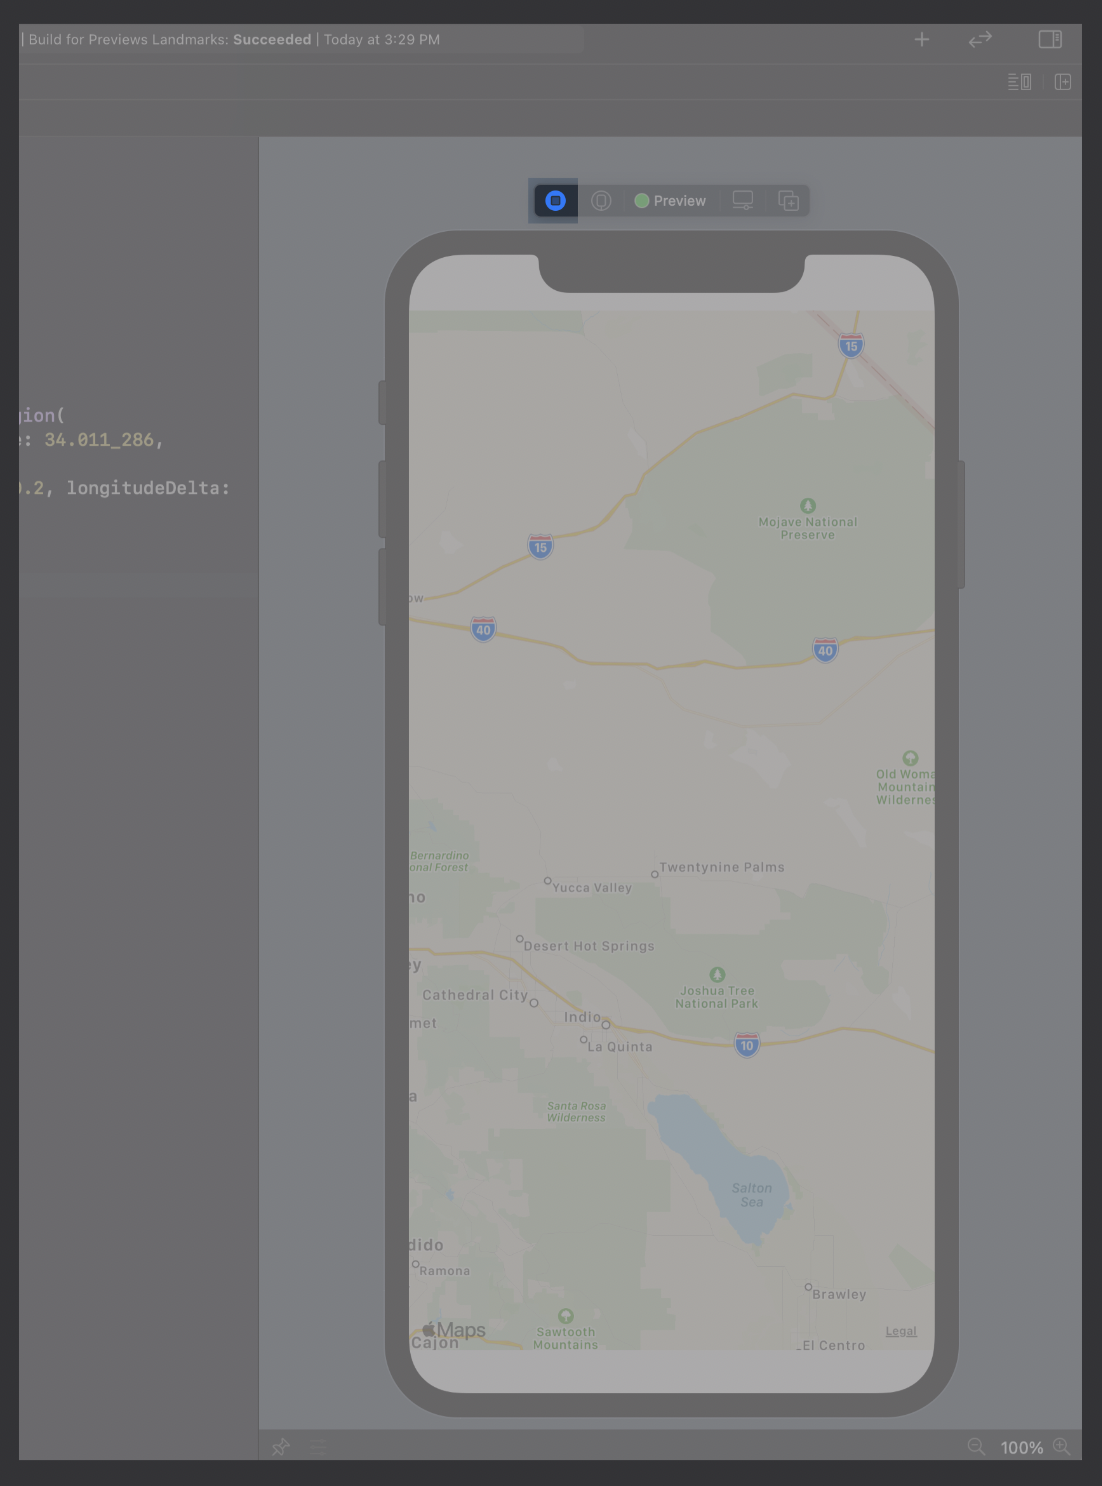 | Build for Previews Landmarks: Succeeded | Today at 3:29 PM
Preview
gion(
e: 34.011_286,
0.2, longitudeDelta:
15
Mojave National
Preserve
15
ow
40
40
Old Woma
Mountain
Wildernes
Bernardino
onal Forest
Twentynine Palms
Yucca Valley
no
Desert Hot Springs
ey
Joshua Tree
National Park
Cathedral City
Indio
met
La Quinta
10
a
Santa Rosa
Wilderness
Salton
Sea
dido
Ramona
Brawley
Maps
Sawtooth
Mountains
Legal
Cajon
El Centro
100%